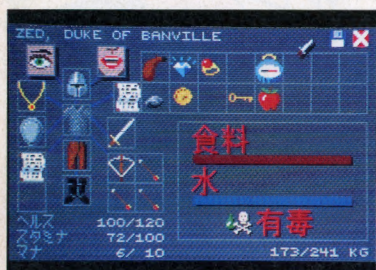 ZED, DUKE OF BANVILLE
食料
水
有毒
ヘルス 100/120
スタミナ 72/100
マナ 6/ 10
173/241 KG